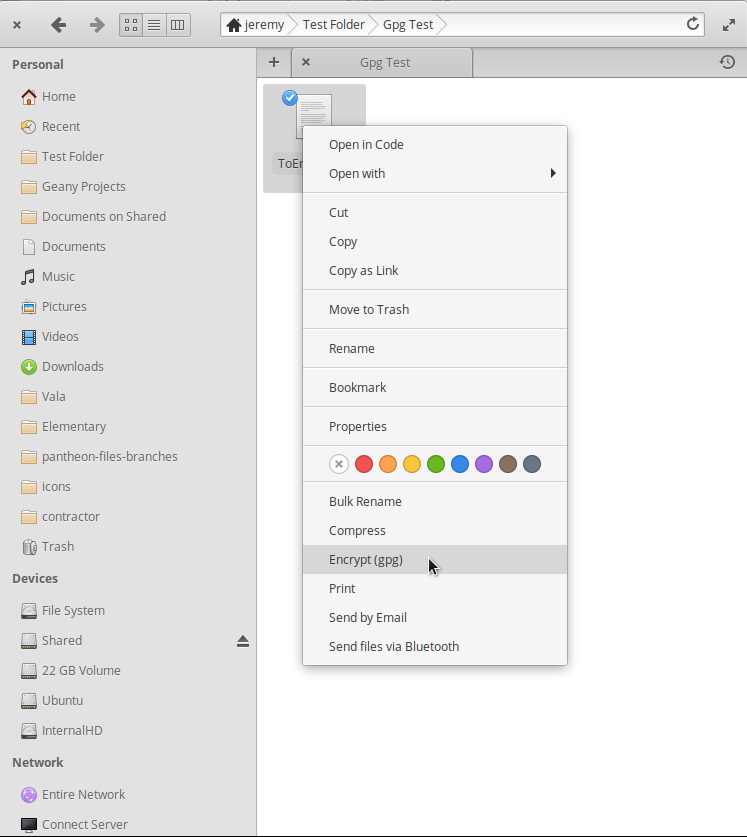 jeremy Test Folder Gpg Test
Personal
Home
Recent
Test Folder
Geany Projects
Documents on Shared
Documents
Music
Pictures
Videos
Downloads
Vala
Elementary
pantheon-files-branches
icons
contractor
Trash
Devices
File System
Shared
22 GB Volume
Ubuntu
InternalHD
Network
Entire Network
Connect Server
Gpg Test
Open in Code
Open with
Cut
Copy
Copy as Link
Move to Trash
Rename
Bookmark
Properties
Bulk Rename
Compress
Encrypt (gpg)
Print
Send by Email
Send files via Bluetooth